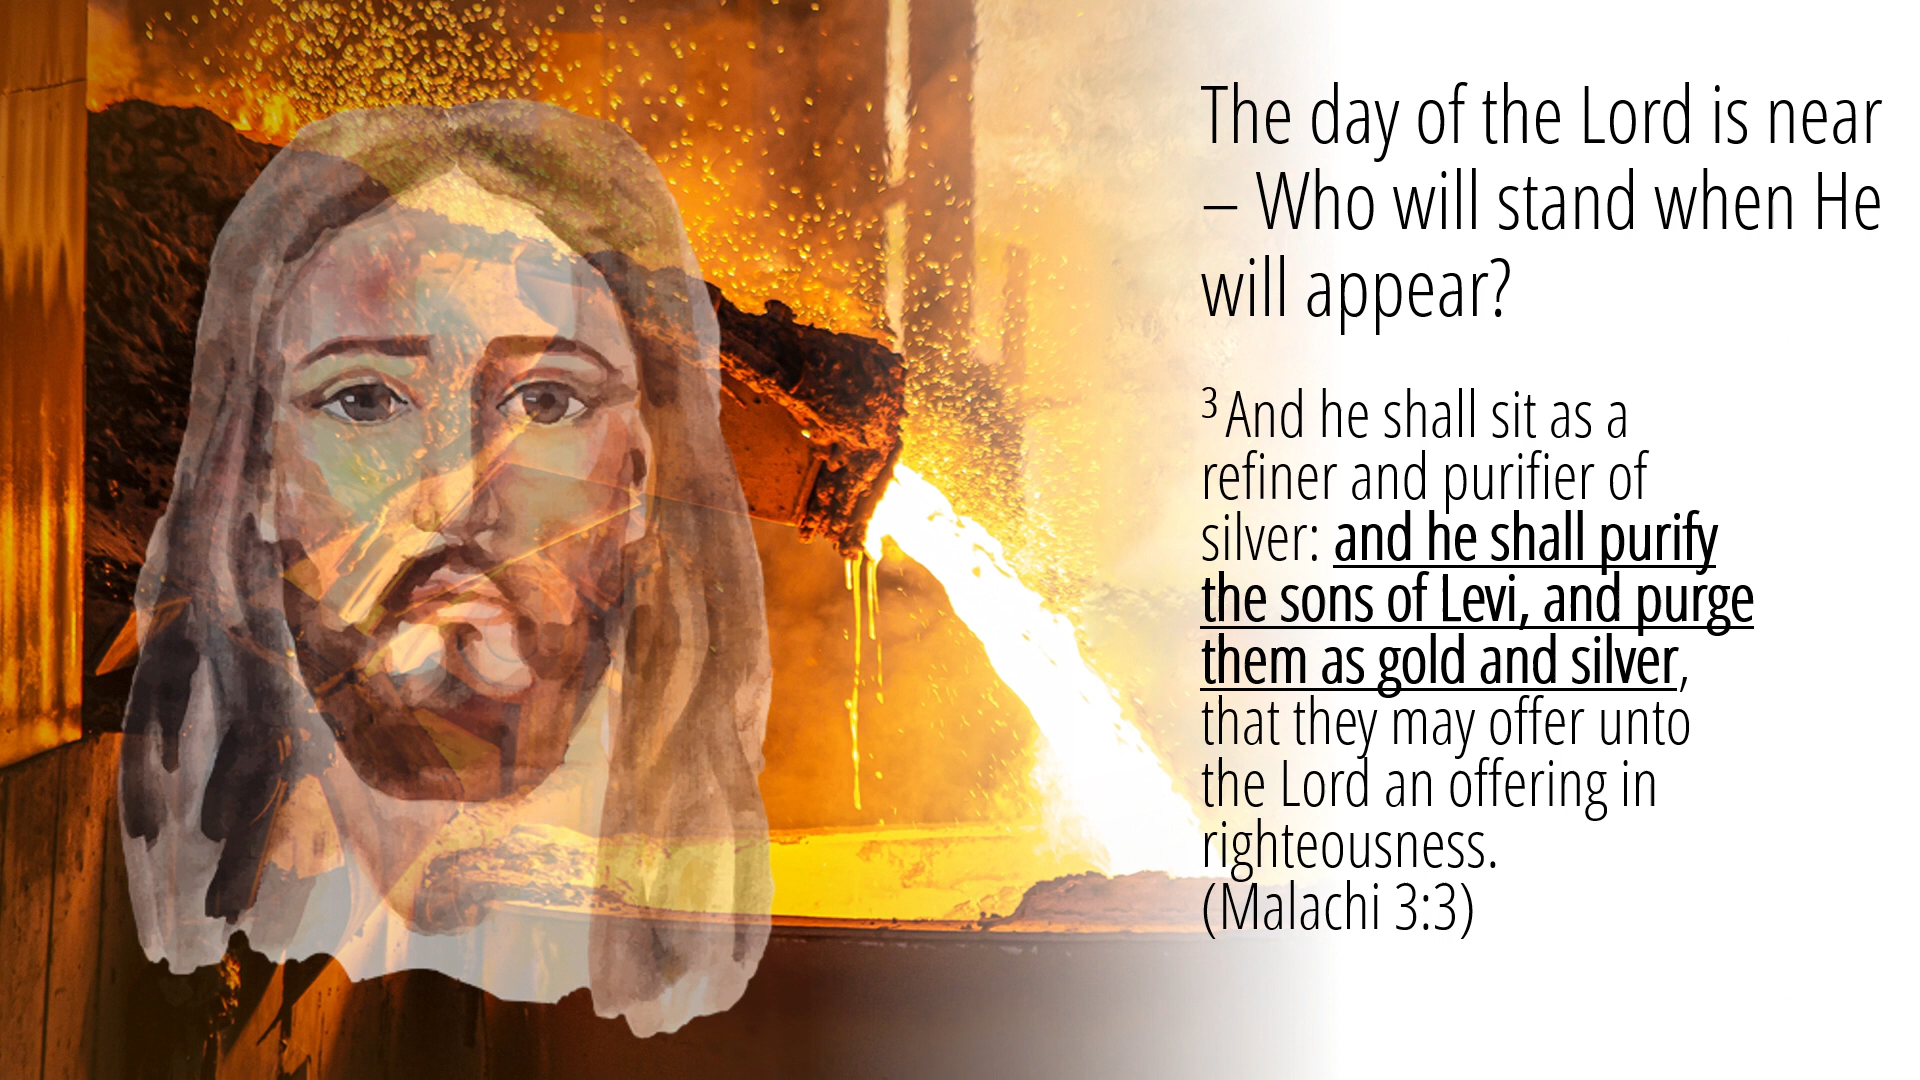 The day of the Lord is near
– Who will stand when He
will appear?
3 And he shall sit as a
refiner and purifier of
silver: and he shall purify
the sons of Levi, and purge
them as gold and silver,
that they may offer unto
the Lord an offering in
righteousness.
(Malachi 3:3)